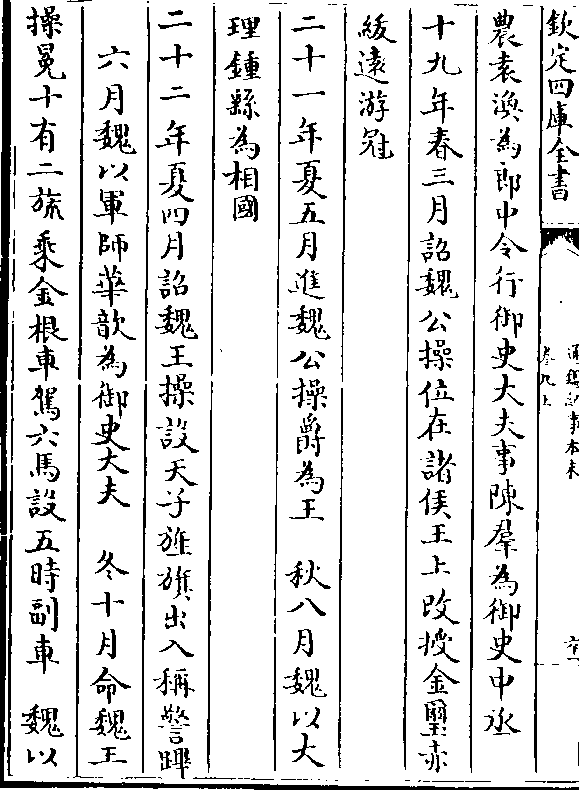 欽定四庫全書
通鑑紀事本末
卷九上
農袁渙為郎中令行御史大夫事陳羣為御史中丞
十九年春三月詔魏公操位在諸侯王上改授金璽赤
紱遠游冠
二十一年夏五月進魏公操爵為王 秋八月魏以大
理鍾繇為相國
二十二年夏四月詔魏王操設天子旌旗出入稱警蹕
六月魏以軍師華歆為御史大夫 冬十月命魏王
操冕十有二旒乘金根車駕六馬設五時副車 魏以